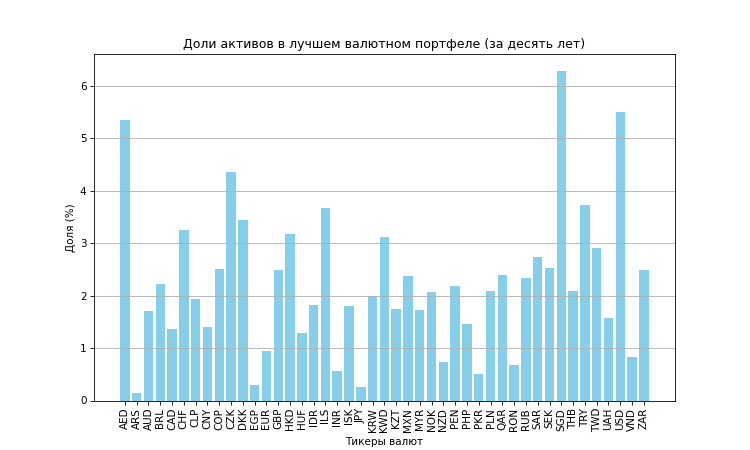 Доли активов в лучшем валютном портфеле (за десять лет)
Доля (%)
6
5
4
3
2
1
0
AED
ARS
AUD
BRL
CAD
CHF
CLP
CNY
COP
CZK
DKK
EGP
EUR
GBP
HKD
HUF
IDR
ILS
INR
ISK
JPY
KRW
KWD
KZT
MXN
MYR
NOK
NZD
PEN
PHP
PKR
PLN
QAR
RON
RUB
SAR
SEK
SGD
THB
TRY
TWD
UAH
USD
VND
ZAR
Тикеры валют